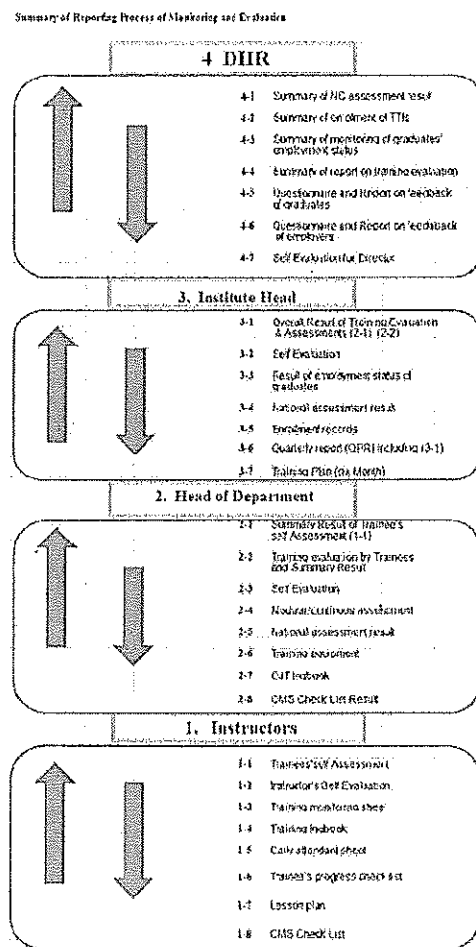 Summary of Reporting Process of Monitoring and Evaluation
4 DHR
4-1 Summary of NC assessment result
4-2 Summary of enrolment of TTIs
4-3 Summary of monitoring of graduates'
employment status
4-4 Summary of report on training evaluation
4-5 Questionnaire and Report on feedback
of graduates
4-6 Questionnaire and Report on feedback
of employers
4-7 Self Evaluation for Director
3. Institute Head
3-1 Overall Result of Training Evaluation
& Assessments (2-1) (2-2)
3-2 Self Evaluation
3-3 Result of employment status of
graduates
3-4 National assessment result
3-5 Enrolment records
3-6 Quarterly report (QPR) including (3-1)
3-7 Training Plan (six Month)
2. Head of Department
2-1 Summary Result of Trainee's
self Assessment (1-1)
2-2 Training evaluation by Trainees
and Summary Result
2-3 Self Evaluation
2-4 Modular/continous assessment
2-5 National assessment result
2-6 Training equipment
2-7 OJT logbook
2-8 CMS Check List Result
1. Instructors
1-1 Trainees'self Assessment
1-2 Instructor's Self Evaluation
1-3 Training monitoring sheet
1-4 Training logbook
1-5 Daily attendant sheet
1-6 Trainee's progress check list
1-7 Lesson plan
1-8 CMS Check List